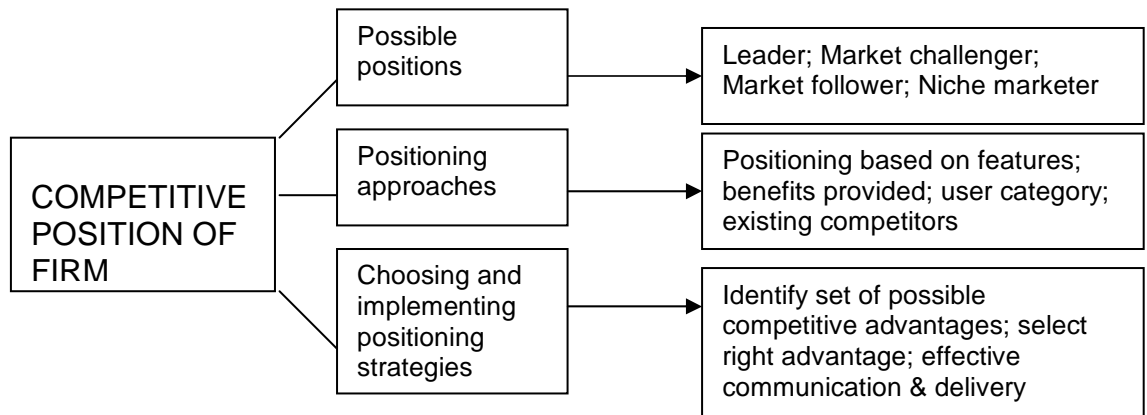 COMPETITIVE
POSITION OF
FIRM
Possible
positions
Leader; Market challenger;
Market follower; Niche marketer
Positioning
approaches
Positioning based on features;
benefits provided; user category;
existing competitors
Choosing and
implementing
positioning
strategies
Identify set of possible
competitive advantages; select
right advantage; effective
communication & delivery